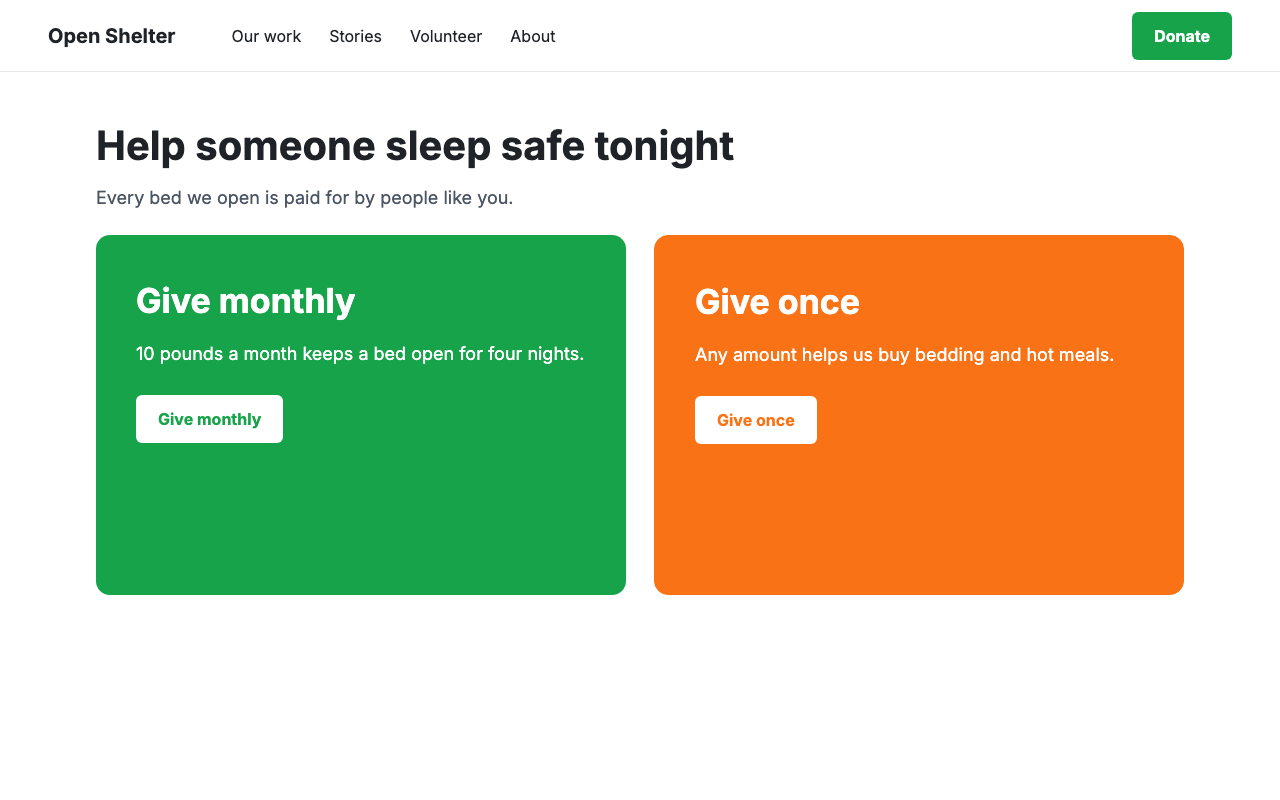 Open Shelter
Our work
Stories
Volunteer
About
Donate
Help someone sleep safe tonight
Every bed we open is paid for by people like you.
Give monthly
10 pounds a month keeps a bed open for four nights.
Give monthly
Give once
Any amount helps us buy bedding and hot meals.
Give once